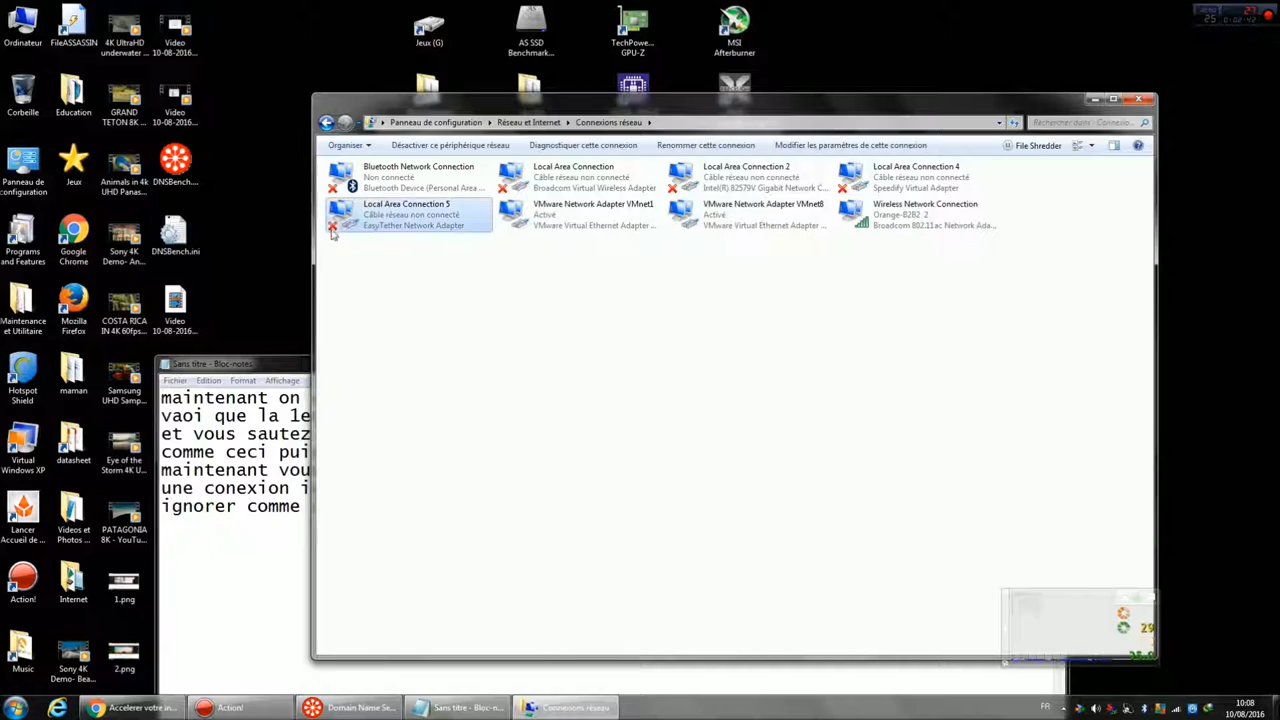 Ordinateur
FileASSASSIN
4K UltraHD
underwater ...
Video
10-08-2016...
Jeux (G)
AS SSD
Benchmark...
TechPowe...
GPU-Z
MSI
Afterburner
25
27
0:02:42
Corbeille
Education
GRAND
TETON 8K ...
Video
10-08-2016...
Panneau de
configuration
Jeux
Animals in 4K
UHD Panas...
DNSBench...
Programs
and Features
Google
Chrome
Sony 4K
Demo- An...
DNSBench.ini
Maintenance
et Utilitaire
Mozilla
Firefox
COSTA RICA
IN 4K 60fps...
Video
10-08-2016...
Hotspot
Shield
maman
Samsung
UHD Samp...
Virtual
Windows XP
datasheet
Eye of the
Storm 4K U...
Lancer
Accueil de ...
Videos et
Photos ...
PATAGONIA
8K - YouTu...
Action!
Internet
1.png
Music
Sony 4K
Demo- Bea...
2.png
Panneau de configuration
Réseau et Internet
Connexions réseau
Rechercher dans : Connexio...
Organiser
Désactiver ce périphérique réseau
Diagnostiquer cette connexion
Renommer cette connexion
Modifier les paramètres de cette connexion
File Shredder
Bluetooth Network Connection
Non connecté
Bluetooth Device (Personal Area ...
Local Area Connection
Câble réseau non connecté
Broadcom Virtual Wireless Adapter
Local Area Connection 2
Câble réseau non connecté
Intel(R) 82579V Gigabit Network C...
Local Area Connection 4
Câble réseau non connecté
Speedify Virtual Adapter
Local Area Connection 5
Câble réseau non connecté
EasyTether Network Adapter
VMware Network Adapter VMnet1
Activé
VMware Virtual Ethernet Adapter ...
VMware Network Adapter VMnet8
Activé
VMware Virtual Ethernet Adapter ...
Wireless Network Connection
Orange-B2B2 2
Broadcom 802.11ac Network Ada...
Sans titre - Bloc-notes
Fichier
Edition
Format
Affichage
maintenant on
vaoi que la 1e
et vous sautez
comme ceci pui
maintenant vou
une conexion i
ignorer comme
29
Accelerer votre in...
Action!
Domain Name Se...
Sans titre - Bloc-n...
Connexions réseau
FR
10:08
10/08/2016